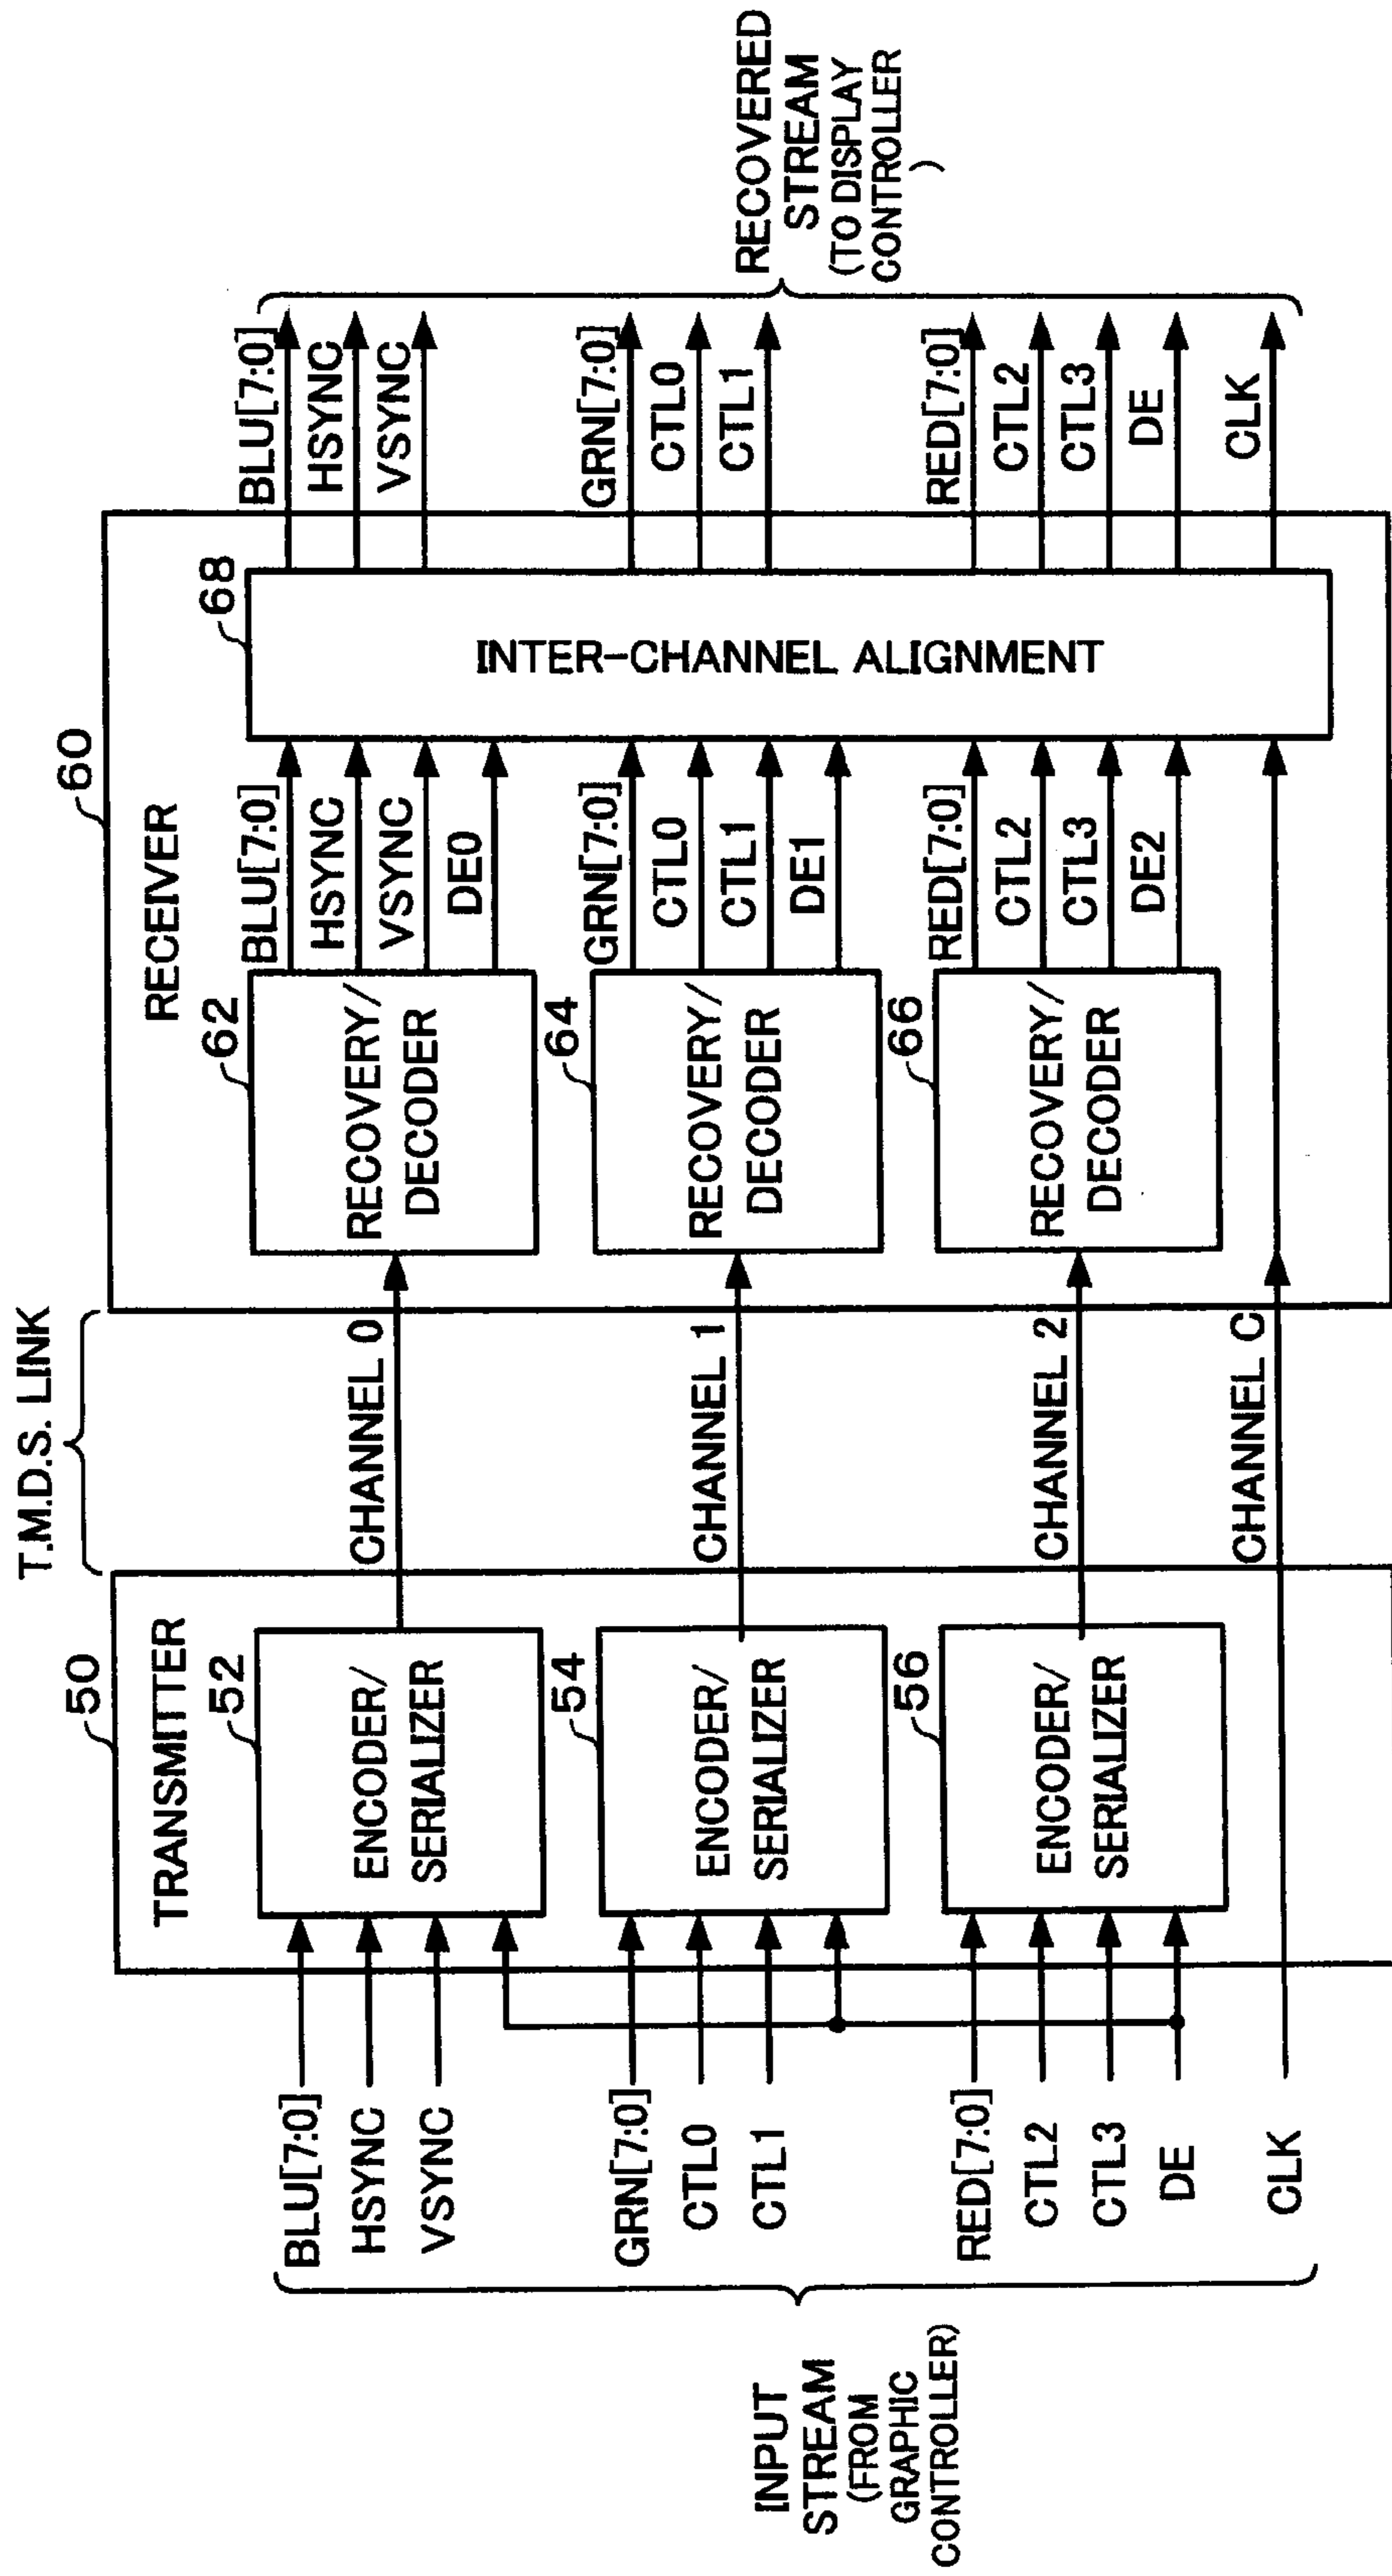 T.M.D.S. LINK
INPUT
STREAM
(FROM
GRAPHIC
CONTROLLER)
BLU[7:0]
HSYNC
VSYNC
GRN[7:0]
CTL0
CTL1
RED[7:0]
CTL2
CTL3
DE
CLK
50
TRANSMITTER
52
ENCODER/
SERIALIZER
54
ENCODER/
SERIALIZER
56
ENCODER/
SERIALIZER
CHANNEL 0
CHANNEL 1
CHANNEL 2
CHANNEL C
60
RECEIVER
62
RECOVERY/
DECODER
64
RECOVERY/
DECODER
66
RECOVERY/
DECODER
BLU[7:0]
HSYNC
VSYNC
DE0
GRN[7:0]
CTL0
CTL1
DE1
RED[7:0]
CTL2
CTL3
DE2
68
INTER-CHANNEL ALIGNMENT
BLU[7:0]
HSYNC
VSYNC
GRN[7:0]
CTL0
CTL1
RED[7:0]
CTL2
CTL3
DE
CLK
RECOVERED
STREAM
(TO DISPLAY
CONTROLLER
)